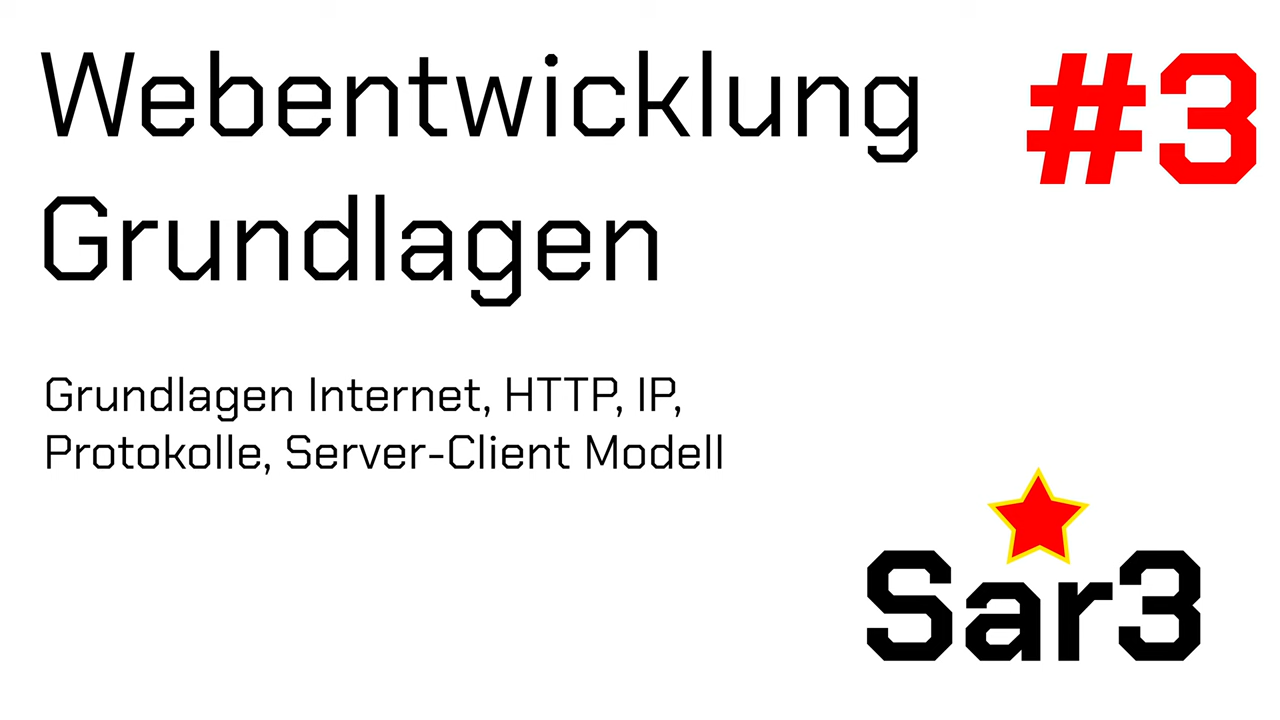 Webentwicklung
#3
Grundlagen
Grundlagen Internet, HTTP, IP,
Protokolle, Server-Client Modell
Sar3